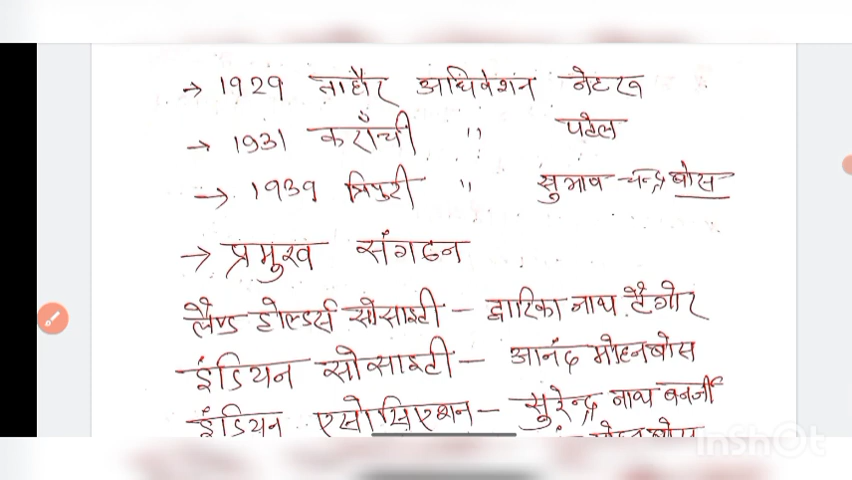 → 1929 लाहौर अधिवेशन नेहरू
→ 1931 कराँची " पटेल
→ 1939 त्रिपुरी " सुभाष चन्द्र बोस
→ प्रमुख संगठन
लैण्ड होल्डर्स सोसाइटी - द्वारिका नाथ टैगोर
इंडियन सोसाइटी - आनंद मोहन बोस
इंडियन एसोसिएशन - सुरेन्द्र नाथ बनर्जी
बोस
InShot